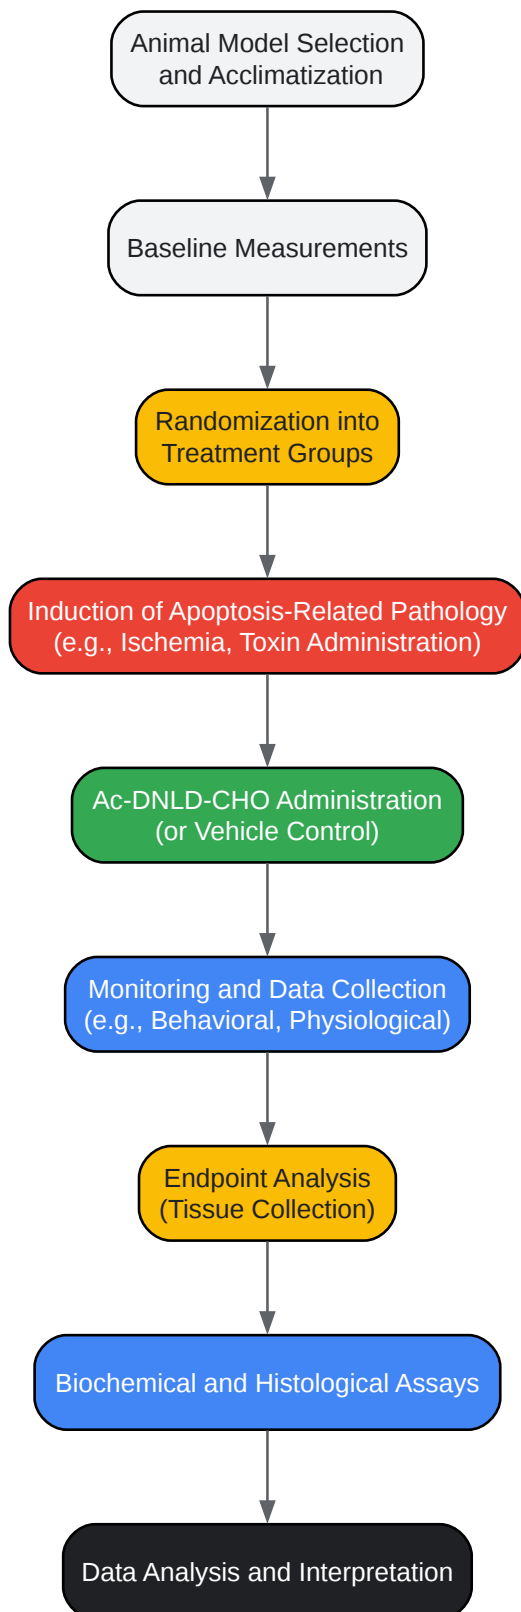 Animal Model Selection
and Acclimatization
Baseline Measurements
Randomization into
Treatment Groups
Induction of Apoptosis-Related Pathology
(e.g., Ischemia, Toxin Administration)
Ac-DNLD-CHO Administration
(or Vehicle Control)
Monitoring and Data Collection
(e.g., Behavioral, Physiological)
Endpoint Analysis
(Tissue Collection)
Biochemical and Histological Assays
Data Analysis and Interpretation